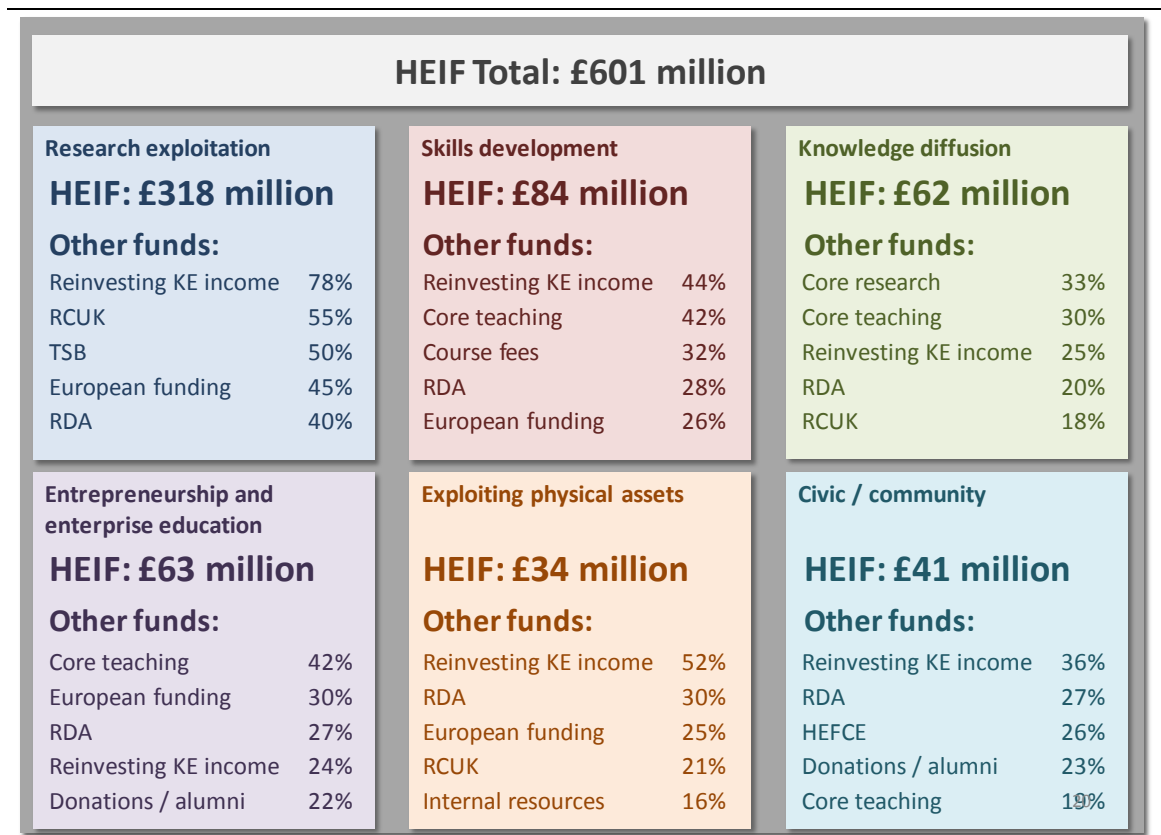 HEIF Total: £601 million
Research exploitation
HEIF: £318 million
Other funds:
Reinvesting KE income 78%
RCUK 55%
TSB 50%
European funding 45%
RDA 40%
Skills development
HEIF: £84 million
Other funds:
Reinvesting KE income 44%
Core teaching 42%
Course fees 32%
RDA 28%
European funding 26%
Knowledge diffusion
HEIF: £62 million
Other funds:
Core research 33%
Core teaching 30%
Reinvesting KE income 25%
RDA 20%
RCUK 18%
Entrepreneurship and
enterprise education
HEIF: £63 million
Other funds:
Core teaching 42%
European funding 30%
RDA 27%
Reinvesting KE income 24%
Donations / alumni 22%
Exploiting physical assets
HEIF: £34 million
Other funds:
Reinvesting KE income 52%
RDA 30%
European funding 25%
RCUK 21%
Internal resources 16%
Civic / community
HEIF: £41 million
Other funds:
Reinvesting KE income 36%
RDA 27%
HEFCE 26%
Donations / alumni 23%
Core teaching